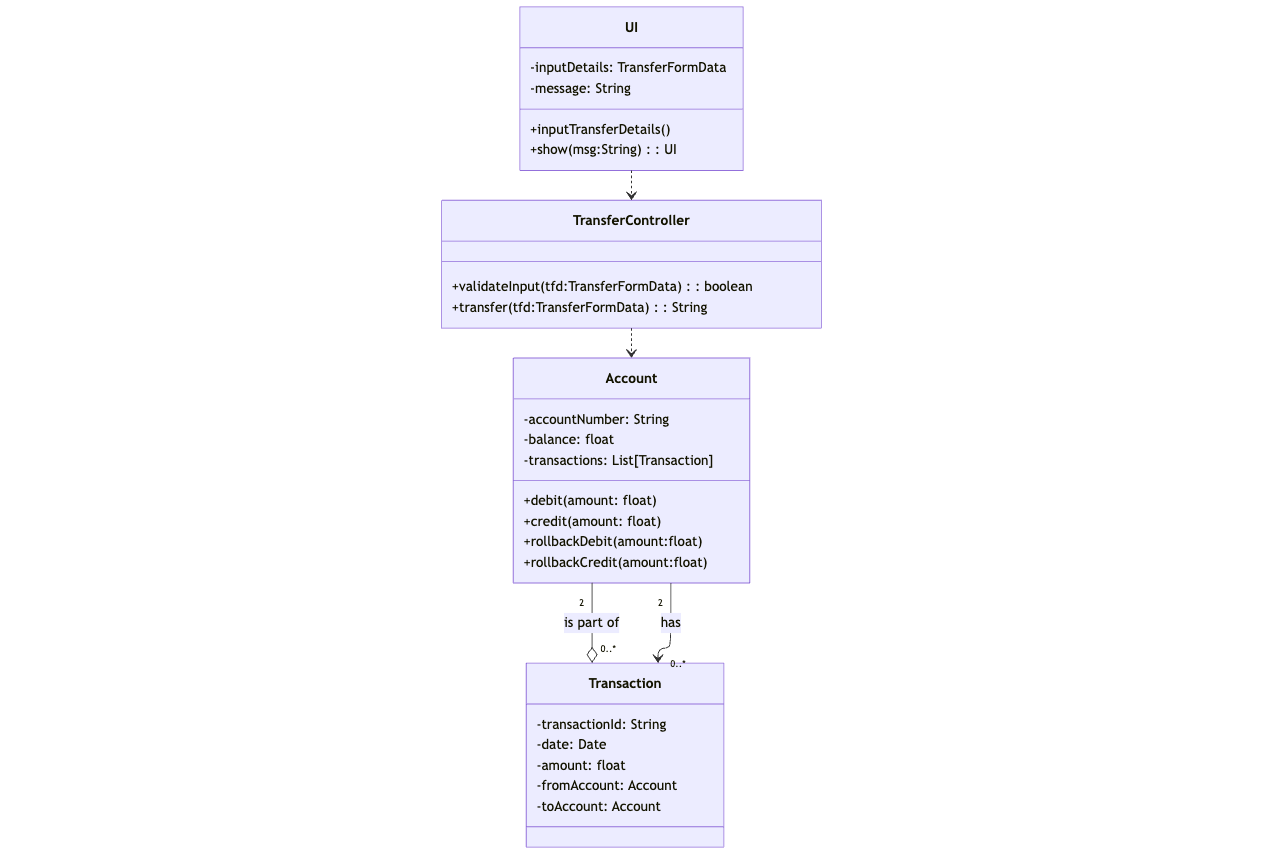 UI
-inputDetails: TransferFormData
-message: String
+inputTransferDetails()
+show(msg:String) : : UI
TransferController
+validateInput(tfd:TransferFormData) : : boolean
+transfer(tfd:TransferFormData) : : String
Account
-accountNumber: String
-balance: float
-transactions: List[Transaction]
+debit(amount: float)
+credit(amount: float)
+rollbackDebit(amount:float)
+rollbackCredit(amount:float)
2 2
is part of has
0..* 0..*
Transaction
-transactionId: String
-date: Date
-amount: float
-fromAccount: Account
-toAccount: Account